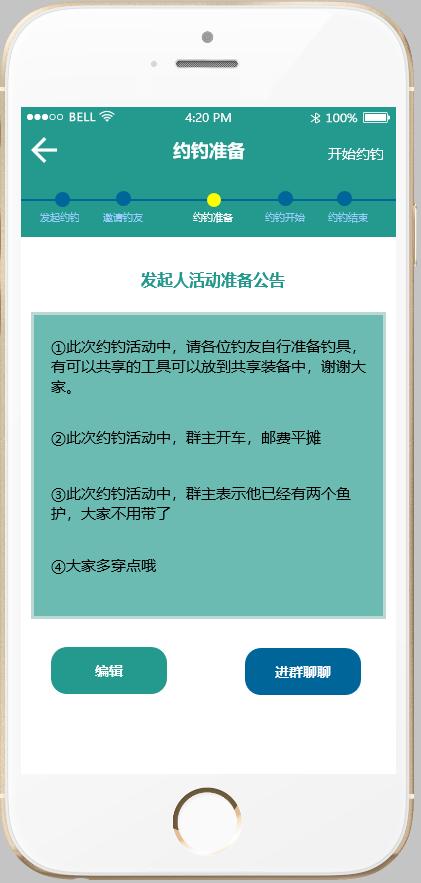 BELL 4:20 PM 100%
约钓准备 开始约钓
发起约钓 邀请钓友 约钓准备 约钓开始 约钓结束
发起人活动准备公告
①此次约钓活动中，请各位钓友自行准备钓具，
有可以共享的工具可以放到共享装备中，谢谢大
家。
②此次约钓活动中，群主开车，邮费平摊
③此次约钓活动中，群主表示他已经有两个鱼
护，大家不用带了
④大家多穿点哦
编辑 进群聊聊